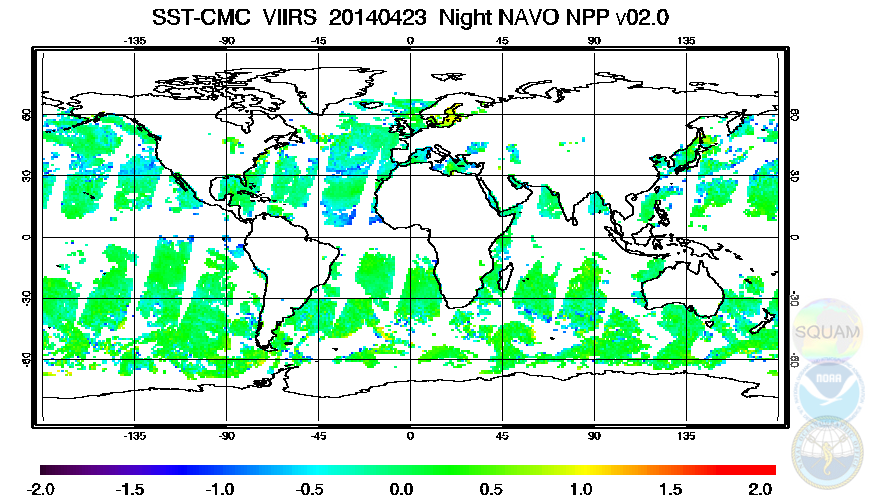 SST-CMC VIIRS 20140423 Night NAVO NPP v02.0
-135 -90 -45 0 45 90 135
60 60
30 30
0 0
-30 -30
-60 -60
-135 -90 -45 0 45 90 135
SQUAM
NOAA
-2.0 -1.5 -1.0 -0.5 0.0 0.5 1.0 1.5 2.0